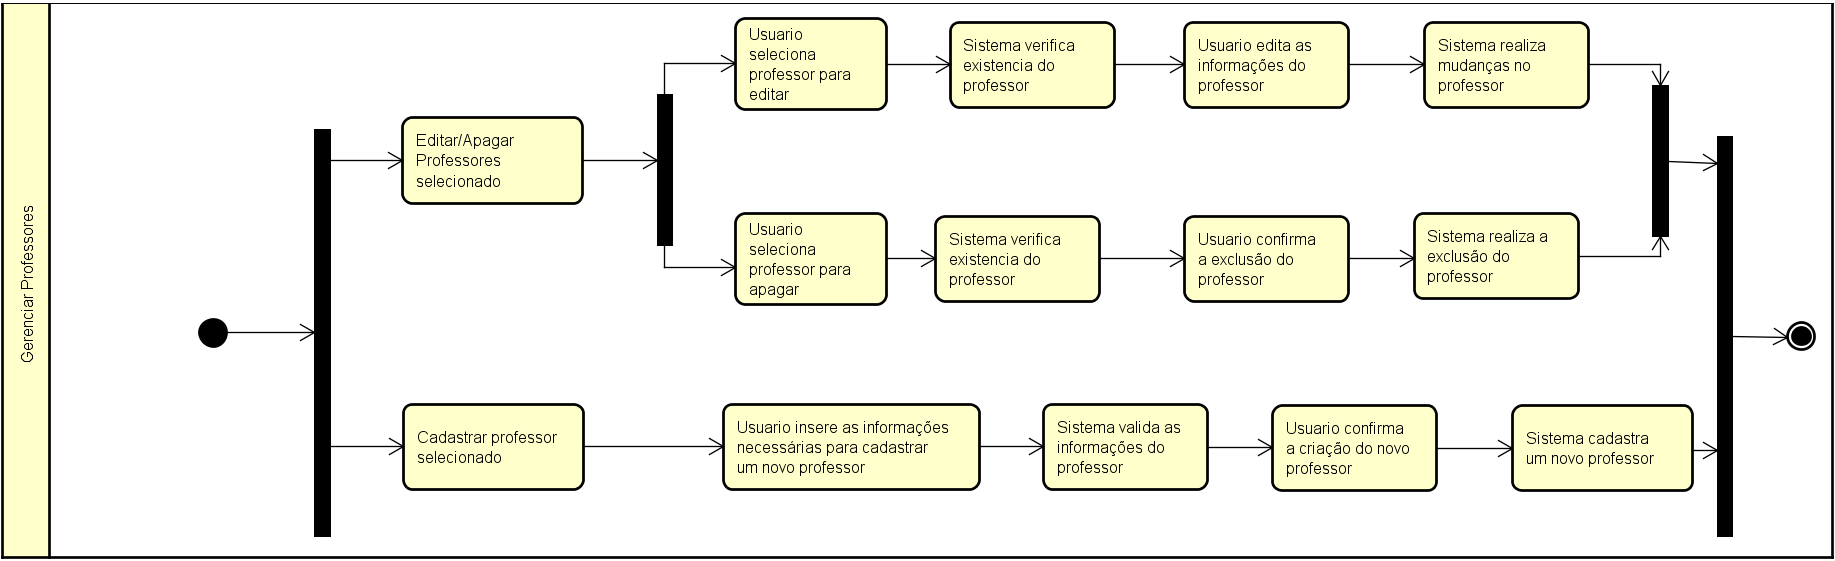 Gerenciar Professores
Editar/Apagar
Professores
selecionado
Usuario
seleciona
professor para
editar
Sistema verifica
existencia do
professor
Usuario edita as
informações do
professor
Sistema realiza
mudanças no
professor
Usuario
seleciona
professor para
apagar
Sistema verifica
existencia do
professor
Usuario confirma
a exclusão do
professor
Sistema realiza a
exclusão do
professor
Cadastrar professor
selecionado
Usuario insere as informações
necessárias para cadastrar
um novo professor
Sistema valida as
informações do
professor
Usuario confirma
a criação do novo
professor
Sistema cadastra
um novo professor